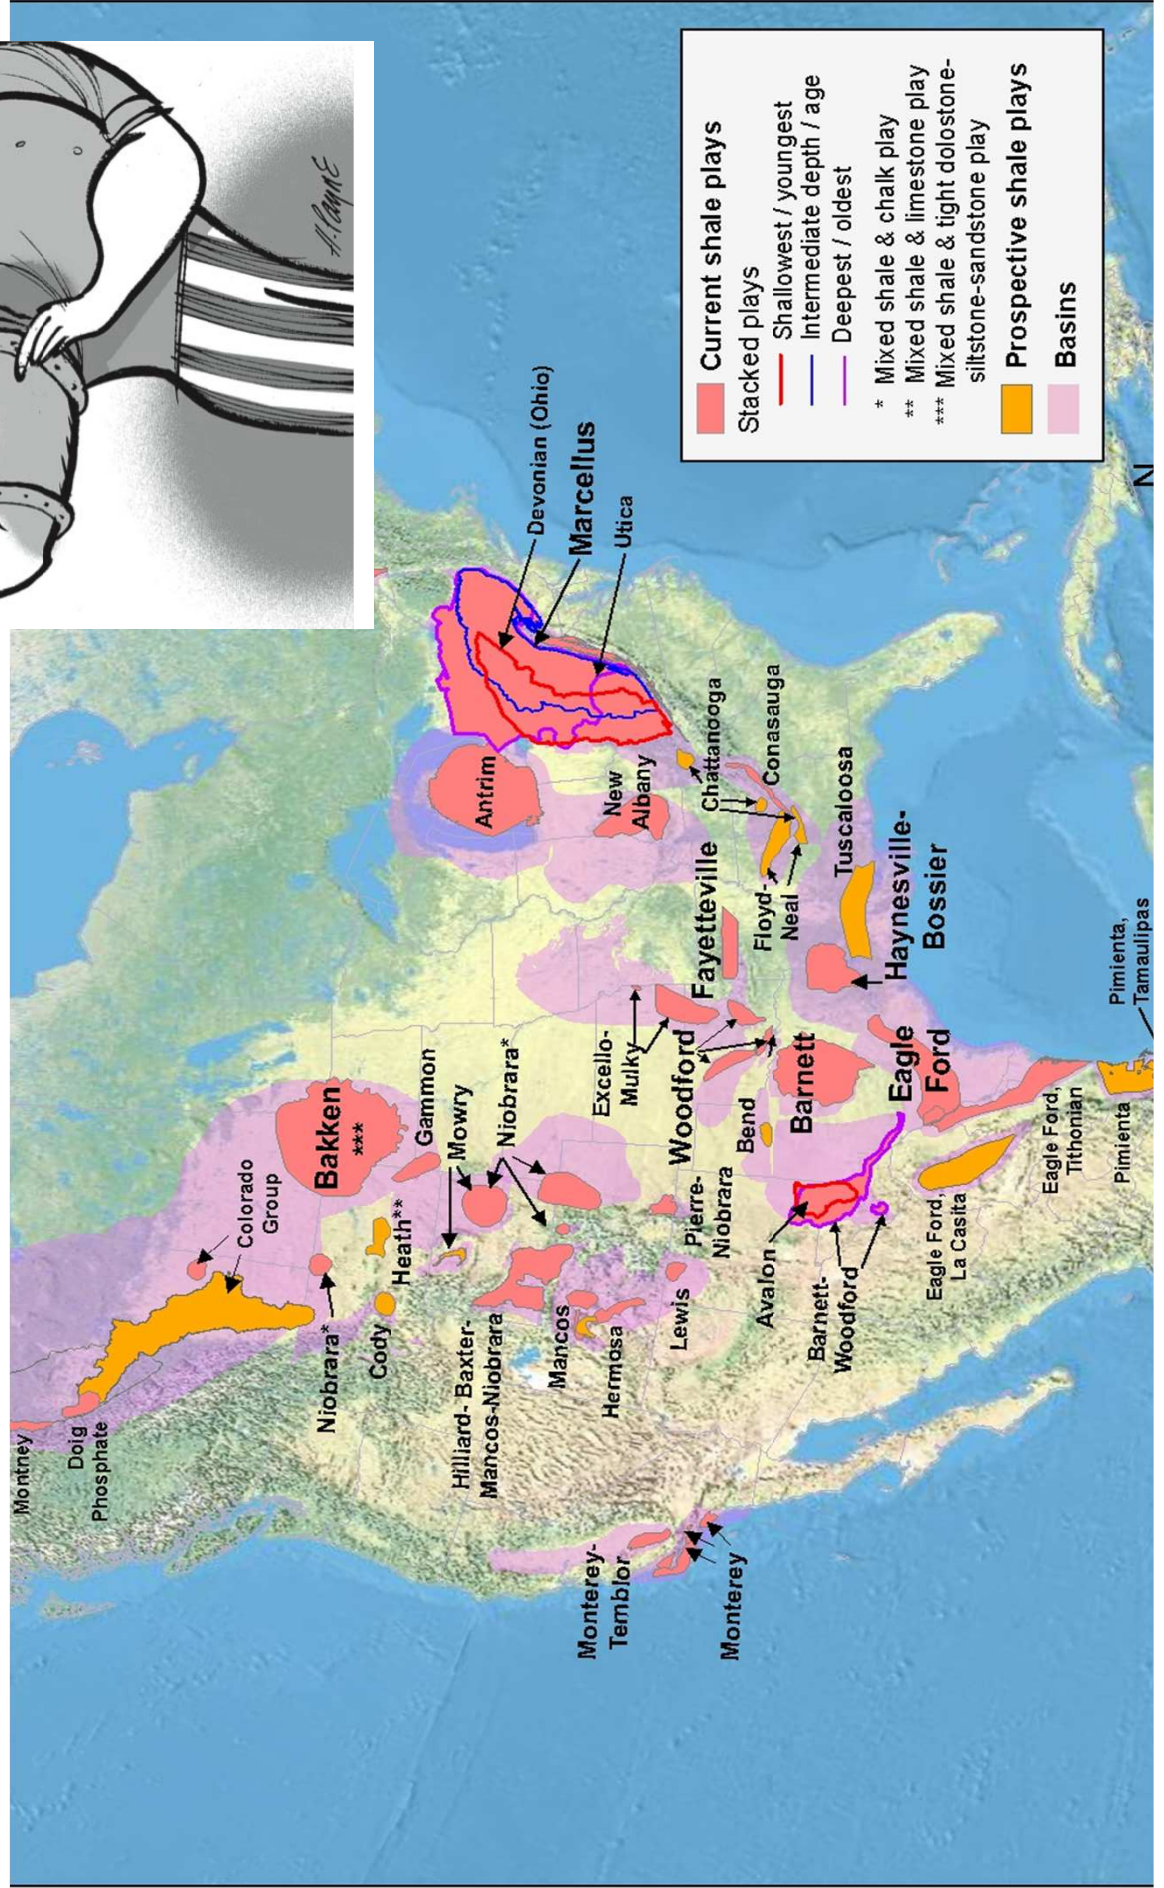 H. Payne
Montney
Doig
Phosphate
Colorado
Group
Niobrara*
Cody
Heath**
Bakken
***
Gammon
Mowry
Niobrara*
Hilliard- Baxter-
Mancos-Niobrara
Mancos
Hermosa
Lewis
Pierre-
Niobrara
Monterey-
Temblor
Monterey
Excello-
Mulky
Woodford
Fayetteville
Bend
Barnett
Avalon
Barnett-
Woodford
Eagle
Ford
Eagle Ford,
La Casita
Eagle Ford,
Tithonian
Pimienta
Pimienta,
Tamaulipas
Haynesville-
Bossier
Tuscaloosa
Floyd-
Neal
Conasauga
Chattanooga
New
Albany
Antrim
Devonian (Ohio)
Marcellus
Utica
Current shale plays
Stacked plays
Shallowest / youngest
Intermediate depth / age
Deepest / oldest
* Mixed shale & chalk play
** Mixed shale & limestone play
*** Mixed shale & tight dolostone-
siltstone-sandstone play
Prospective shale plays
Basins
N